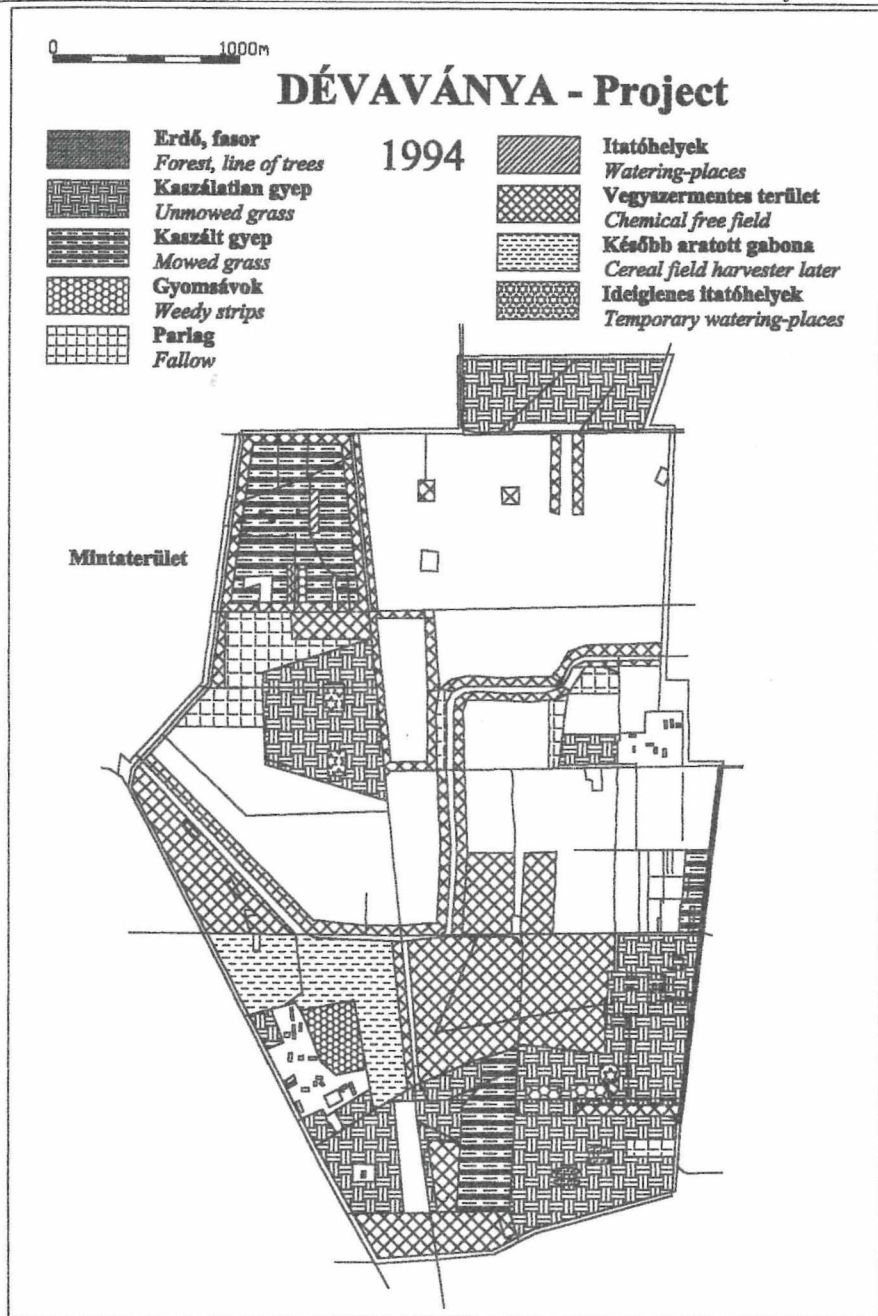 0 1000m
DÉVAVÁNYA - Project
1994
Erdő, fasor
Forest, line of trees
Kaszálatlan gyep
Unmowed grass
Kaszált gyep
Mowed grass
Gyomsávok
Weedy strips
Parlag
Fallow
Itatóhelyek
Watering-places
Vegyszermentes terület
Chemical free field
Később aratott gabona
Cereal field harvester later
Ideiglenes itatóhelyek
Temporary watering-places
Mintaterület